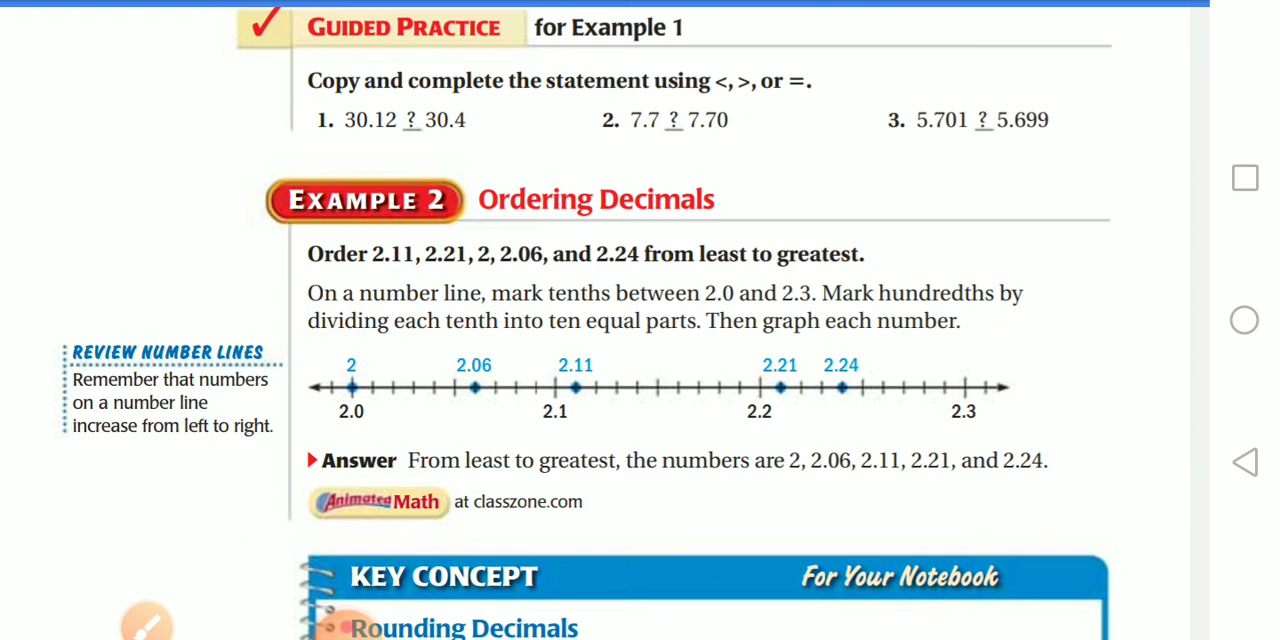 ✓ GUIDED PRACTICE for Example 1
Copy and complete the statement using <, >, or =.
1. 30.12 ? 30.4 2. 7.7 ? 7.70 3. 5.701 ? 5.699
EXAMPLE 2 Ordering Decimals
Order 2.11, 2.21, 2, 2.06, and 2.24 from least to greatest.
On a number line, mark tenths between 2.0 and 2.3. Mark hundredths by
dividing each tenth into ten equal parts. Then graph each number.
REVIEW NUMBER LINES
Remember that numbers
on a number line
increase from left to right.
2 2.06 2.11 2.21 2.24
2.0 2.1 2.2 2.3
Answer From least to greatest, the numbers are 2, 2.06, 2.11, 2.21, and 2.24.
Animated Math at classzone.com
KEY CONCEPT For Your Notebook
Rounding Decimals